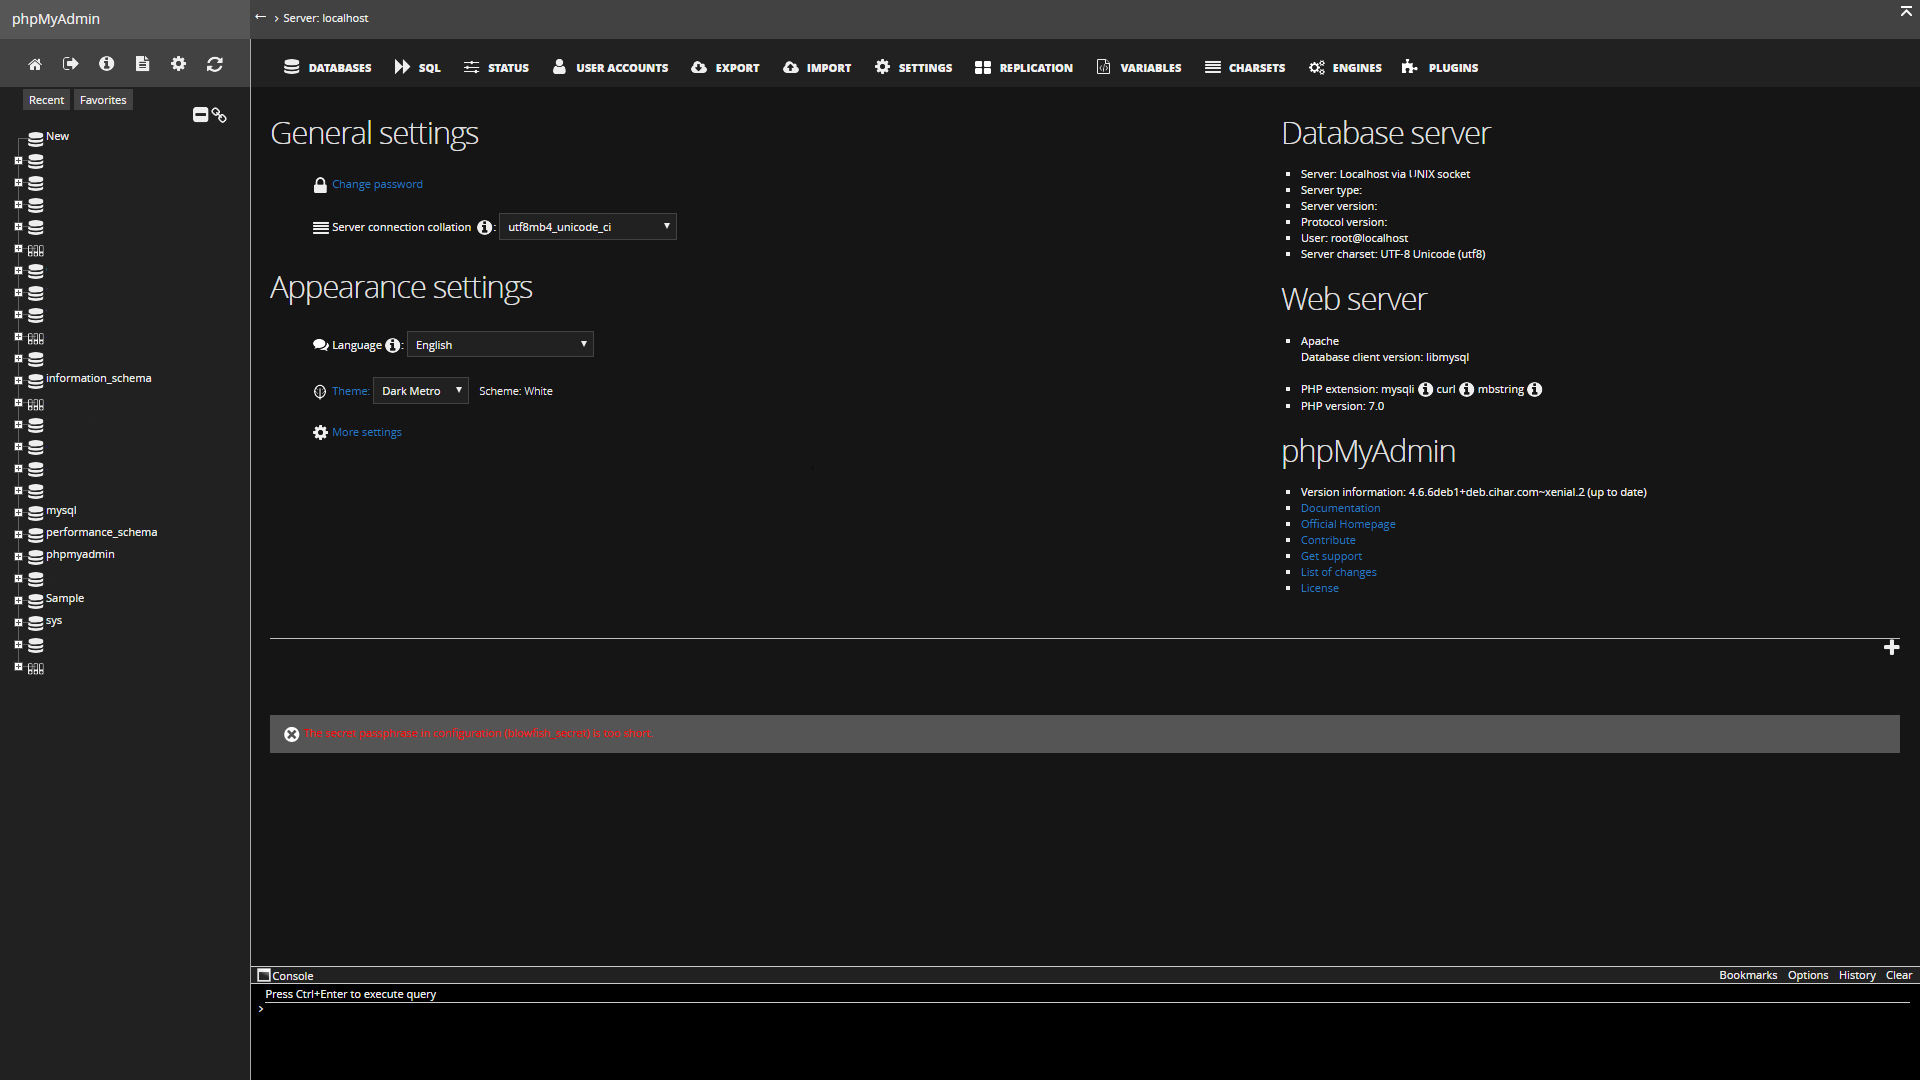 phpMyAdmin
Server: localhost
DATABASES SQL STATUS USER ACCOUNTS EXPORT IMPORT SETTINGS REPLICATION VARIABLES CHARSETS ENGINES PLUGINS
Recent Favorites
New
information_schema
mysql
performance_schema
phpmyadmin
Sample
sys
General settings
Change password
Server connection collation : utf8mb4_unicode_ci
Appearance settings
Language : English
Theme: Dark Metro Scheme: White
More settings
Database server
Server: Localhost via UNIX socket
Server type:
Server version:
Protocol version:
User: root@localhost
Server charset: UTF-8 Unicode (utf8)
Web server
Apache
Database client version: libmysql
PHP extension: mysqli curl mbstring
PHP version: 7.0
phpMyAdmin
Version information: 4.6.6deb1+deb.cihar.com~xenial.2 (up to date)
Documentation
Official Homepage
Contribute
Get support
List of changes
License
The secret passphrase in configuration (blowfish_secret) is too short.
Console
Bookmarks Options History Clear
Press Ctrl+Enter to execute query
>